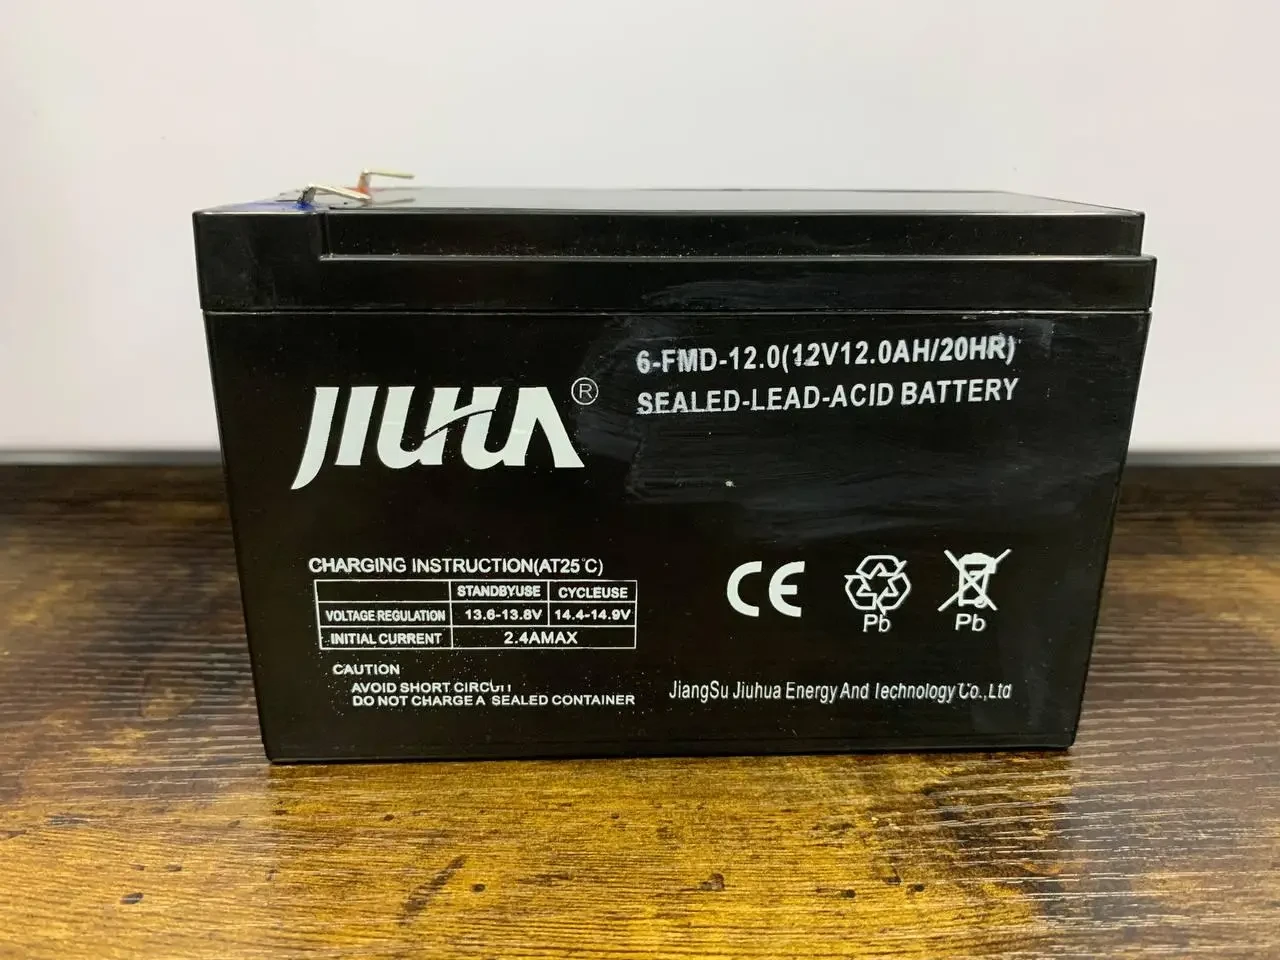 6-FMD-12.0(12V12.0AH/20HR)
SEALED-LEAD-ACID BATTERY
JIUHUA®
CHARGING INSTRUCTION(AT25°C)
STANDBYUSE CYCLEUSE
VOLTAGE REGULATION 13.6-13.8V 14.4-14.9V
INITIAL CURRENT 2.4AMAX
CAUTION
AVOID SHORT CIRCUIT
DO NOT CHARGE A SEALED CONTAINER
CE
Pb Pb
JiangSu Jiuhua Energy And Technology Co.,Ltd